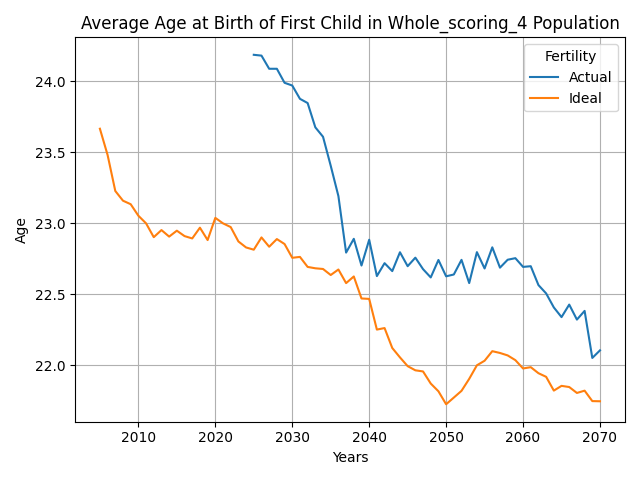 Average Age at Birth of First Child in Whole_scoring_4 Population
Fertility
Actual
Ideal
Age
24.0
23.5
23.0
22.5
22.0
2010 2020 2030 2040 2050 2060 2070
Years